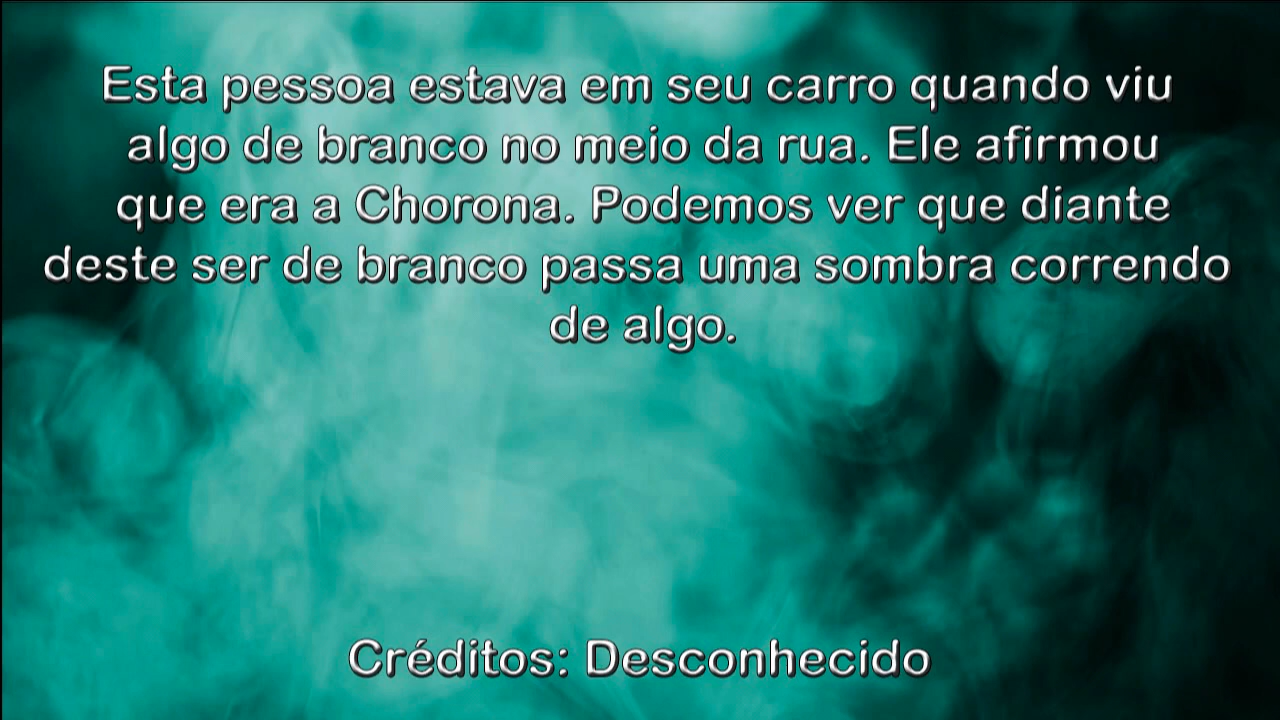 Esta pessoa estava em seu carro quando viu
algo de branco no meio da rua. Ele afirmou
que era a Chorona. Podemos ver que diante
deste ser de branco passa uma sombra correndo
de algo.
Créditos: Desconhecido